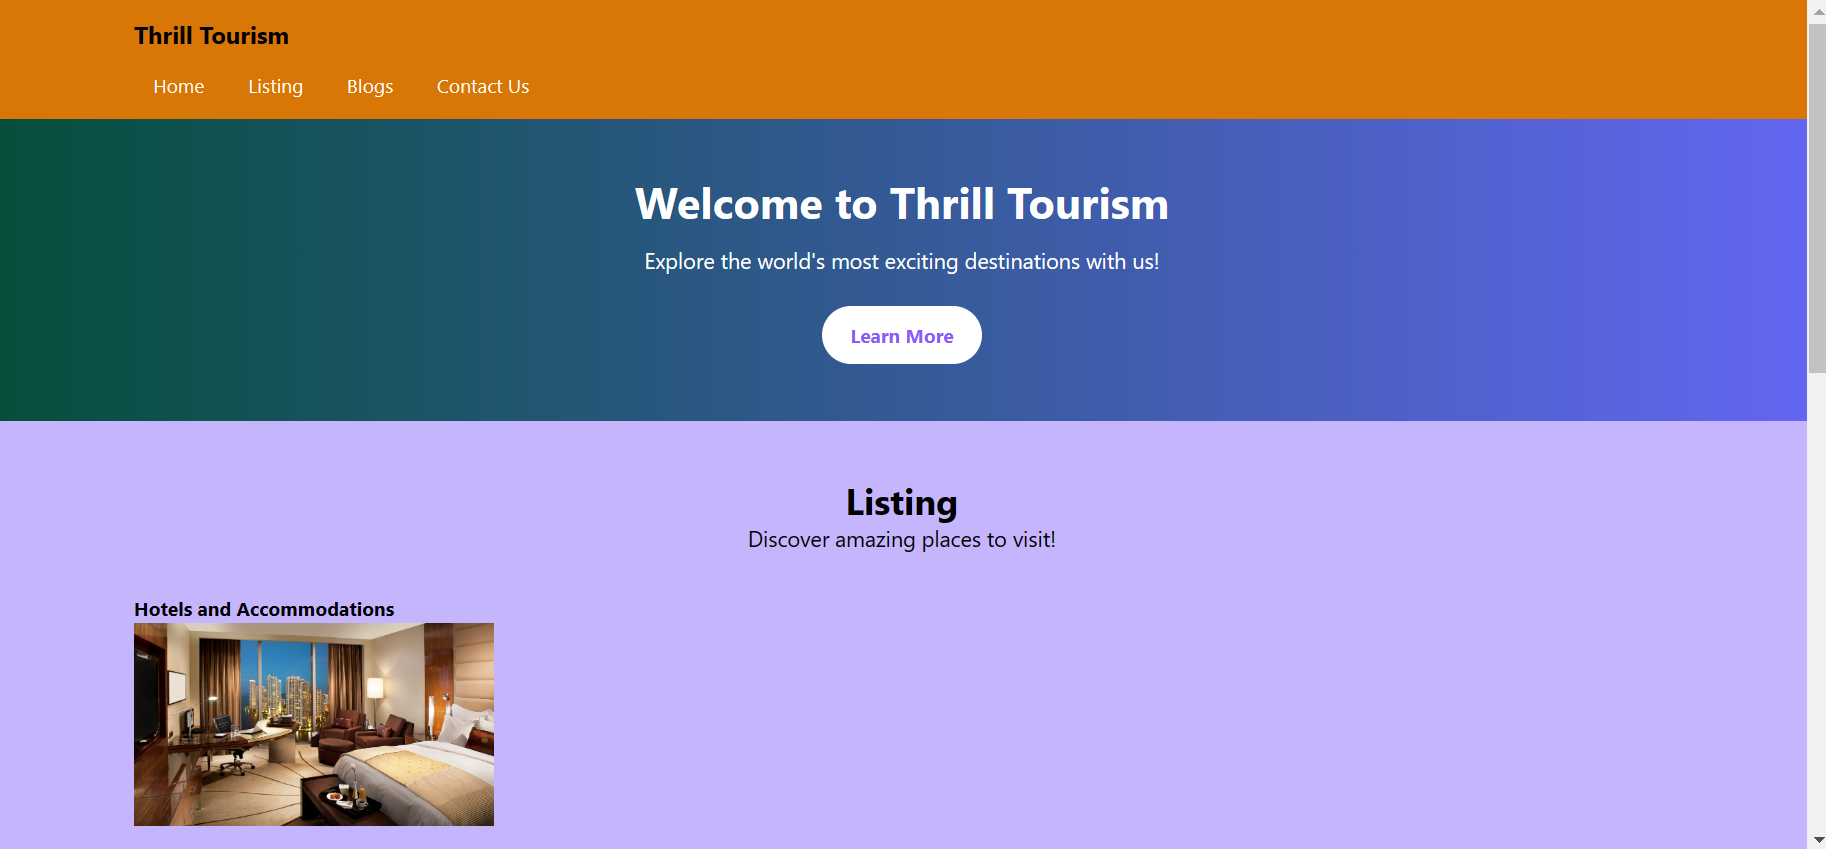 Thrill Tourism
Home Listing Blogs Contact Us
Welcome to Thrill Tourism
Explore the world's most exciting destinations with us!
Learn More
Listing
Discover amazing places to visit!
Hotels and Accommodations